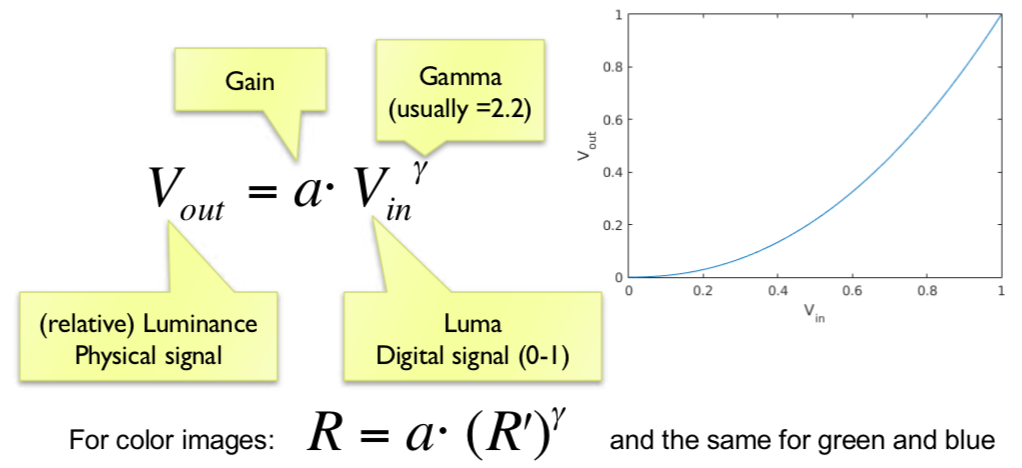 Gain
Gamma
(usually =2.2)
V_out = a· V_in^γ
(relative) Luminance
Physical signal
Luma
Digital signal (0-1)
1
0.8
0.6
0.4
0.2
0
V_out
0 0.2 0.4 0.6 0.8 1
V_in
For color images: R = a· (R′)^γ and the same for green and blue